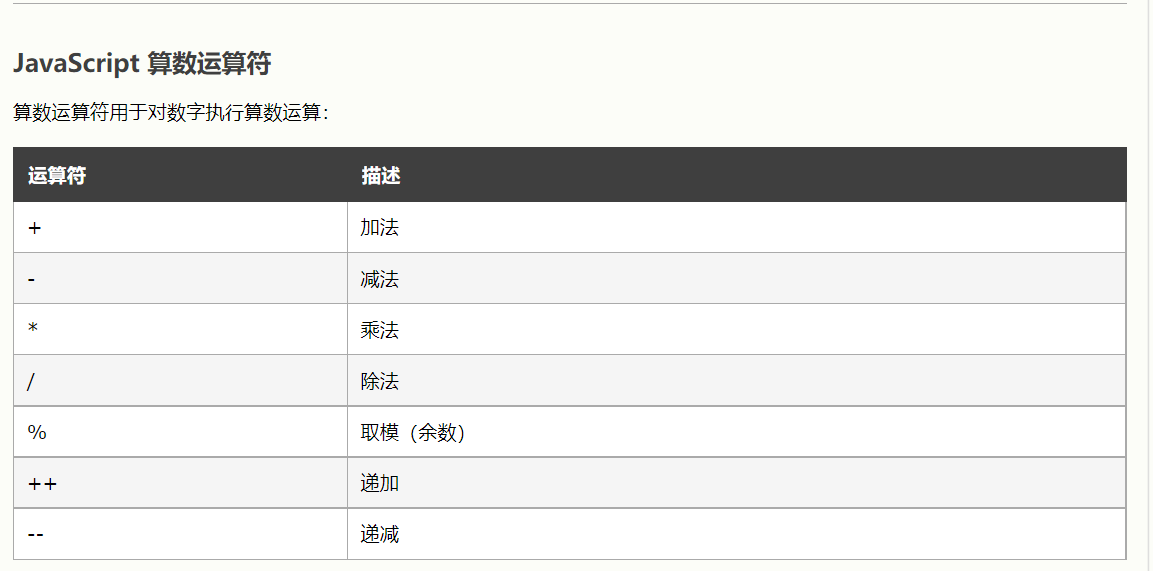 JavaScript 算数运算符
算数运算符用于对数字执行算数运算：
运算符 描述
+ 加法
- 减法
* 乘法
/ 除法
% 取模（余数）
++ 递加
-- 递减